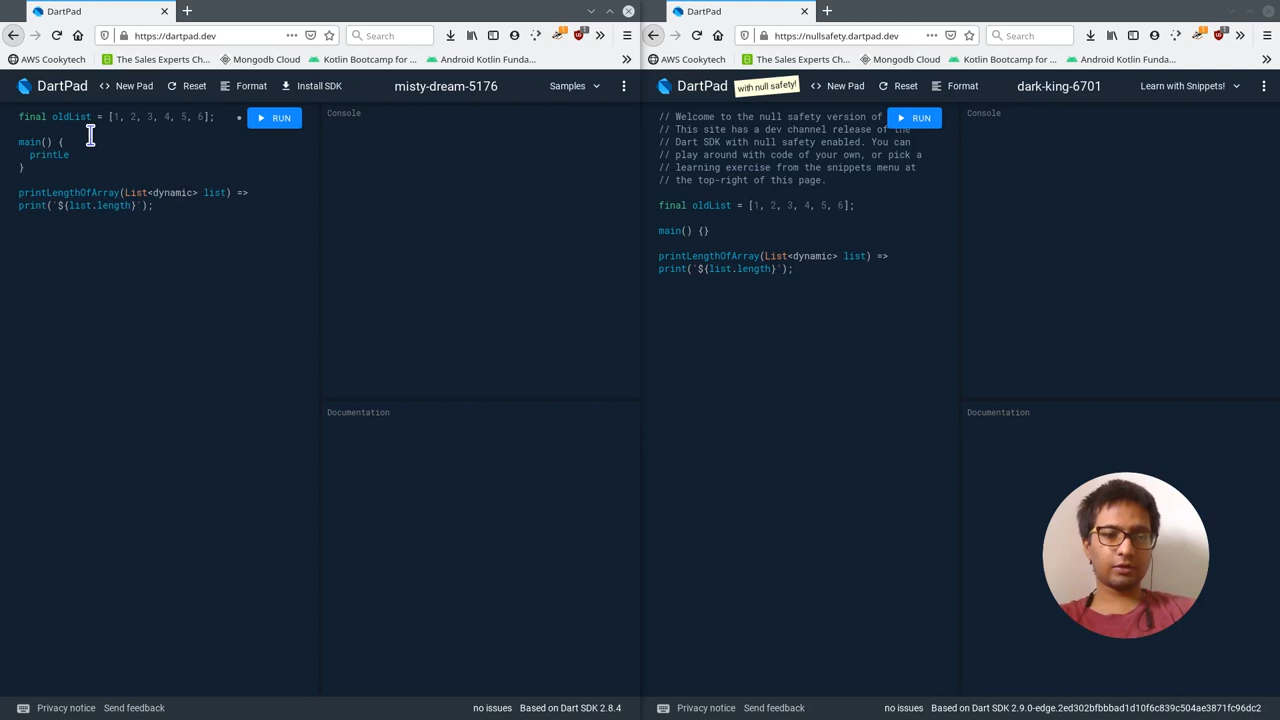 DartPad
https://dartpad.dev
Search
AWS Cookytech
The Sales Experts Ch...
Mongodb Cloud
Kotlin Bootcamp for ...
Android Kotlin Funda...
DartPad
New Pad
Reset
Format
Install SDK
misty-dream-5176
Samples
final oldList = [1, 2, 3, 4, 5, 6];
RUN
main() {
printLe
}
printLengthOfArray(List<dynamic> list) =>
print('${list.length}');
Console
Documentation
Privacy notice
Send feedback
no issues
Based on Dart SDK 2.8.4
DartPad
https://nullsafety.dartpad.dev
Search
AWS Cookytech
The Sales Experts Ch...
Mongodb Cloud
Kotlin Bootcamp for ...
Android Kotlin Funda...
DartPad
with null safety!
New Pad
Reset
Format
dark-king-6701
Learn with Snippets!
// Welcome to the null safety version of
RUN
// This site has a dev channel release of the
// Dart SDK with null safety enabled. You can
// play around with code of your own, or pick a
// learning exercise from the snippets menu at
// the top-right of this page.
final oldList = [1, 2, 3, 4, 5, 6];
main() {}
printLengthOfArray(List<dynamic> list) =>
print('${list.length}');
Console
Documentation
Privacy notice
Send feedback
no issues
Based on Dart SDK 2.9.0-edge.2ed302bfbbad1d10f6c839c504ae3871fc96dc2